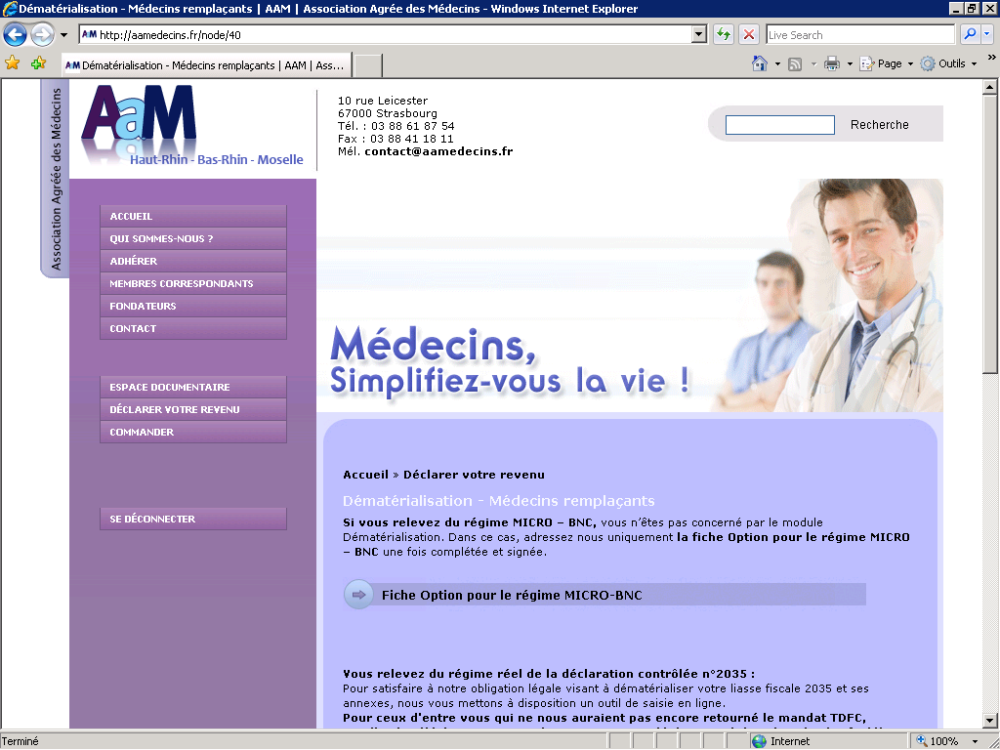 Dématérialisation - Médecins remplaçants | AAM | Association Agrée des Médecins - Windows Internet Explorer
http://aamedecins.fr/node/40
Live Search
Dématérialisation - Médecins remplaçants | AAM | Ass...
Page
Outils
Association Agréée des Médecins
AaM
Haut-Rhin - Bas-Rhin - Moselle
10 rue Leicester
67000 Strasbourg
Tél. : 03 88 61 87 54
Fax : 03 88 41 18 11
Mél. contact@aamedecins.fr
Recherche
ACCUEIL
QUI SOMMES-NOUS ?
ADHÉRER
MEMBRES CORRESPONDANTS
FONDATEURS
CONTACT
ESPACE DOCUMENTAIRE
DÉCLARER VOTRE REVENU
COMMANDER
SE DÉCONNECTER
Médecins,
Simplifiez-vous la vie !
Accueil » Déclarer votre revenu
Dématérialisation - Médecins remplaçants
Si vous relevez du régime MICRO – BNC, vous n’êtes pas concerné par le module
Dématérialisation. Dans ce cas, adressez nous uniquement la fiche Option pour le régime MICRO
– BNC une fois complétée et signée.
Fiche Option pour le régime MICRO-BNC
Vous relevez du régime réel de la déclaration contrôlée n°2035 :
Pour satisfaire à notre obligation légale visant à dématérialiser votre liasse fiscale 2035 et ses
annexes, nous vous mettons à disposition un outil de saisie en ligne.
Pour ceux d'entre vous qui ne nous auraient pas encore retourné le mandat TDFC,
Terminé
Internet
100%